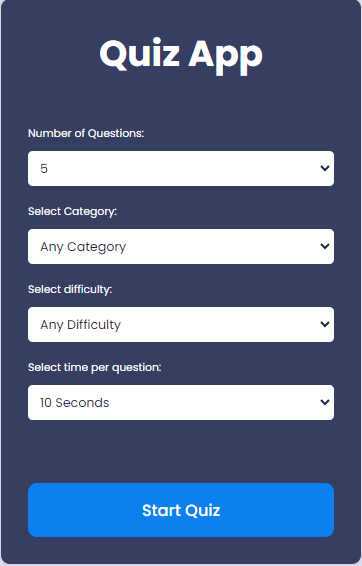 Quiz App
Number of Questions:
5
Select Category:
Any Category
Select difficulty:
Any Difficulty
Select time per question:
10 Seconds
Start Quiz